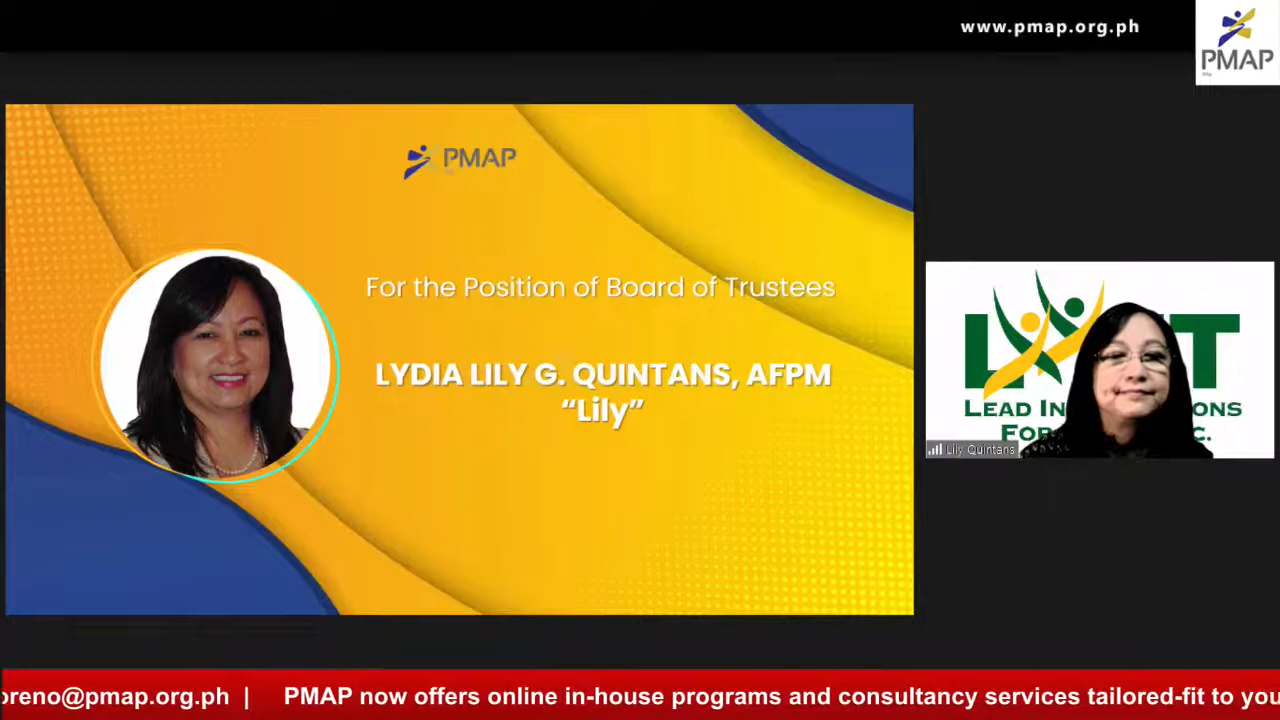 www.pmap.org.ph
PMAP
PMAP
For the Position of Board of Trustees
LYDIA LILY G. QUINTANS, AFPM
“Lily”
LEAD IN
ONS
FOR
C.
Lily Quintans
oreno@pmap.org.ph | PMAP now offers online in-house programs and consultancy services tailored-fit to you